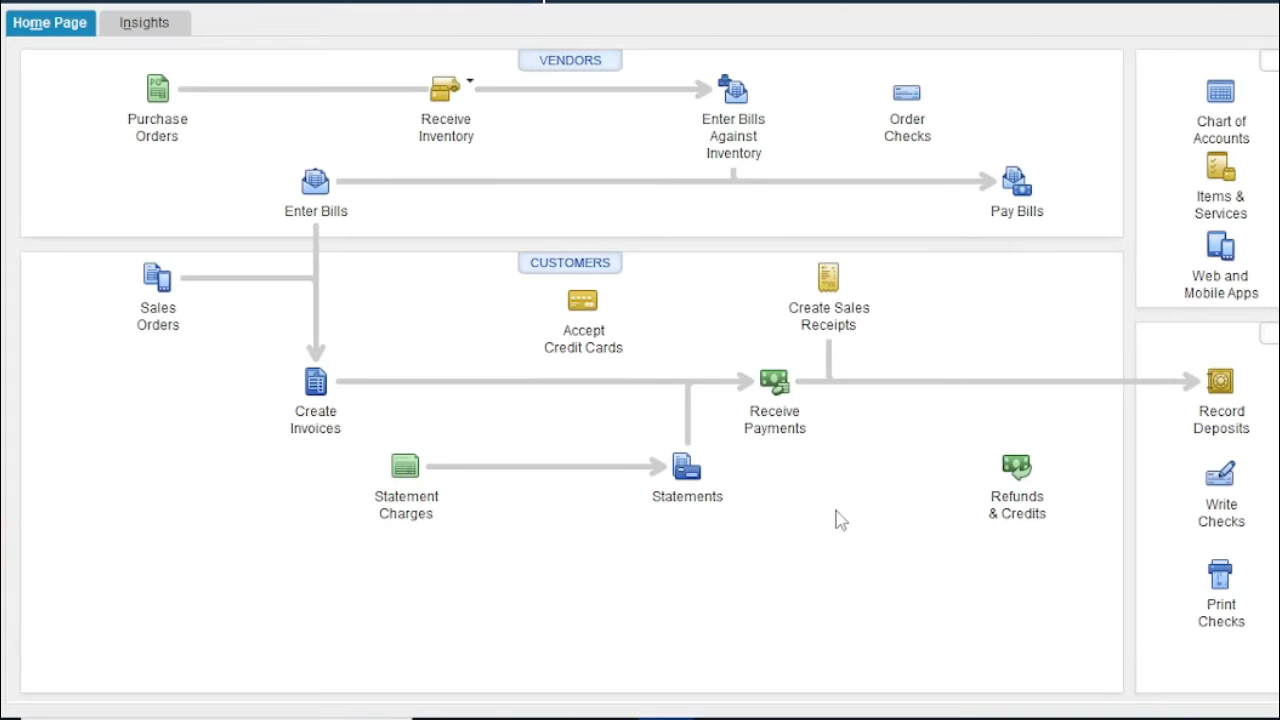 Home Page
Insights
VENDORS
Purchase
Orders
Receive
Inventory
Enter Bills
Against
Inventory
Order
Checks
Enter Bills
Pay Bills
CUSTOMERS
Sales
Orders
Accept
Credit Cards
Create Sales
Receipts
Create
Invoices
Receive
Payments
Statement
Charges
Statements
Refunds
& Credits
Chart of
Accounts
Items &
Services
Web and
Mobile Apps
Record
Deposits
Write
Checks
Print
Checks